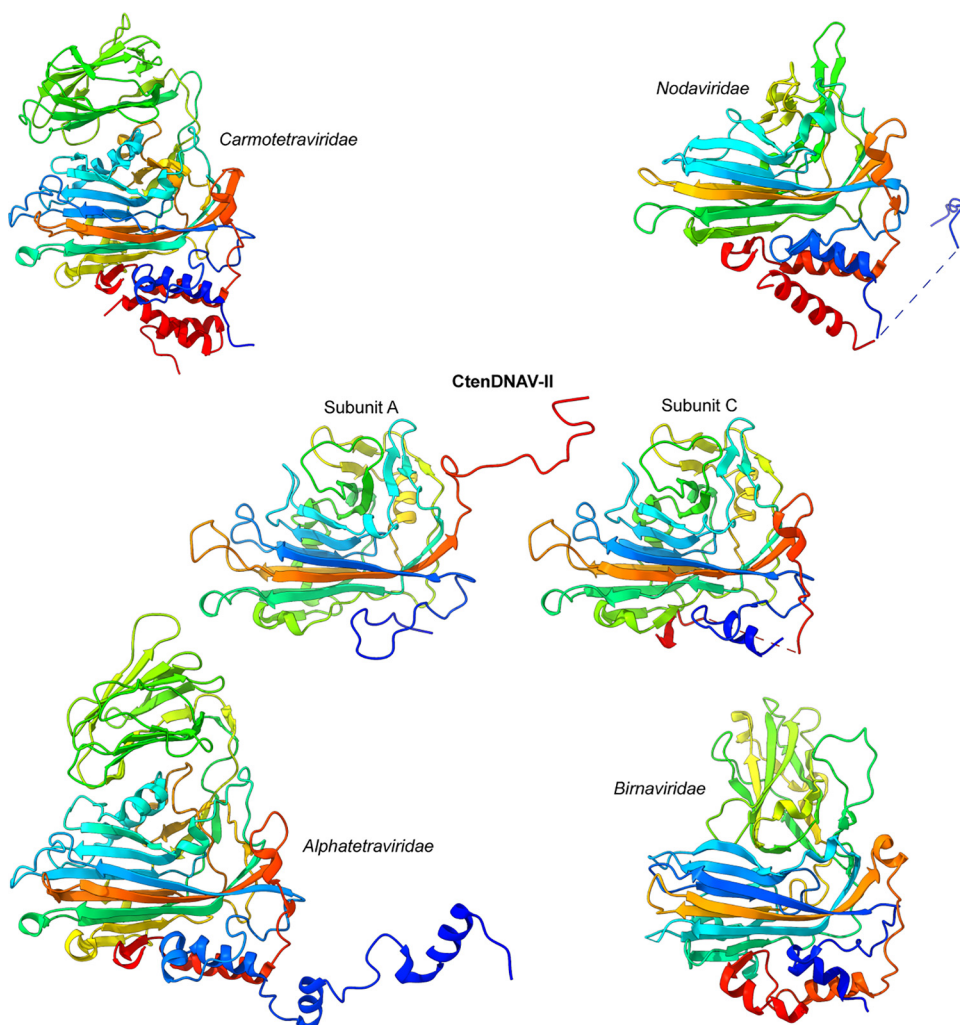 Nodaviridae
Carmotetraviridae
CtenDNAV-II
Subunit A
Subunit C
Birnaviridae
Alphatetraviridae